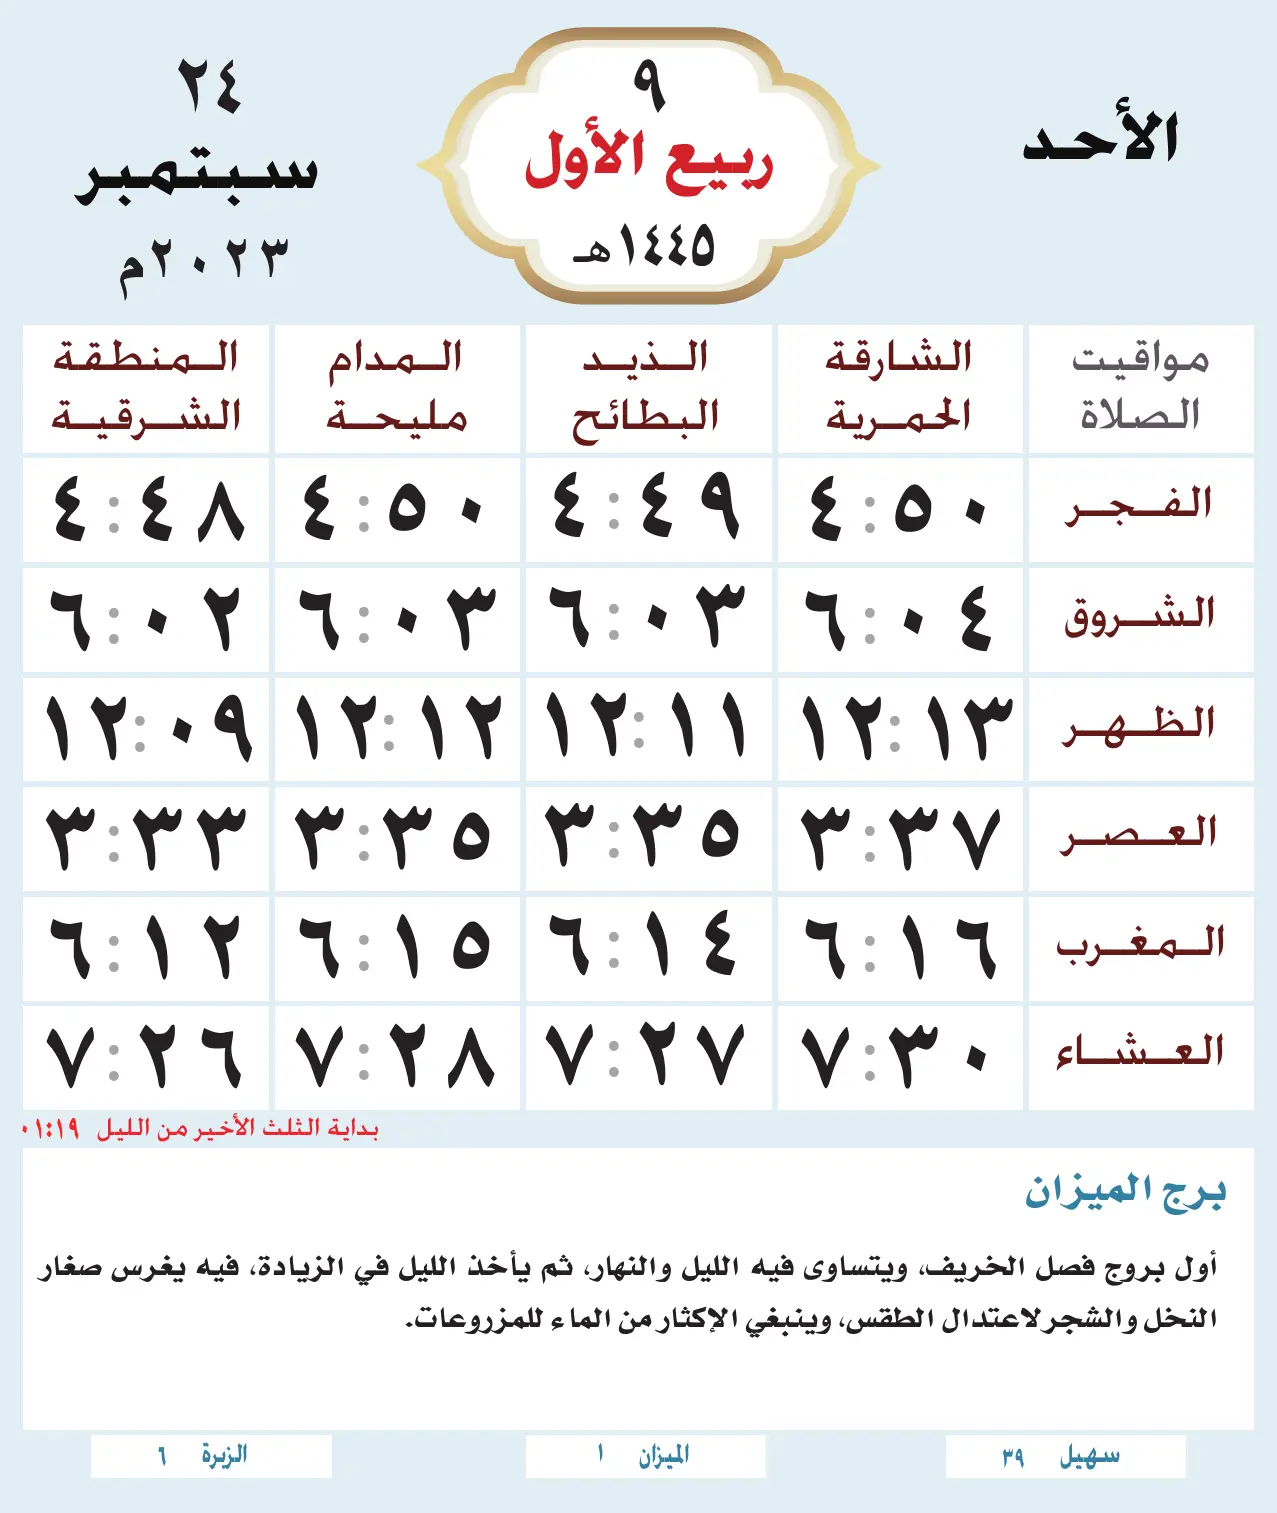 الأحد
٩
ربيع الأول
١٤٤٥هـ
٢٤
سبتمبر
٢٠٢٣م
مواقيت الصلاة
الشارقة الحمرية
الذيد البطائح
المدام مليحة
المنطقة الشرقية
الفجر ٤:٥٠ ٤:٤٩ ٤:٥٠ ٤:٤٨
الشروق ٦:٠٤ ٦:٠٣ ٦:٠٣ ٦:٠٢
الظهر ١٢:١٣ ١٢:١١ ١٢:١٢ ١٢:٠٩
العصر ٣:٣٧ ٣:٣٥ ٣:٣٥ ٣:٣٣
المغرب ٦:١٦ ٦:١٤ ٦:١٥ ٦:١٢
العشاء ٧:٣٠ ٧:٢٧ ٧:٢٨ ٧:٢٦
بداية الثلث الأخير من الليل ٠١:١٩
برج الميزان
أول بروج فصل الخريف، ويتساوى فيه الليل والنهار، ثم يأخذ الليل في الزيادة، فيه يغرس صغار
النخل والشجر لاعتدال الطقس، وينبغي الإكثار من الماء للمزروعات.
سهيل ٣٩
الميزان ١
الزبرة ٦